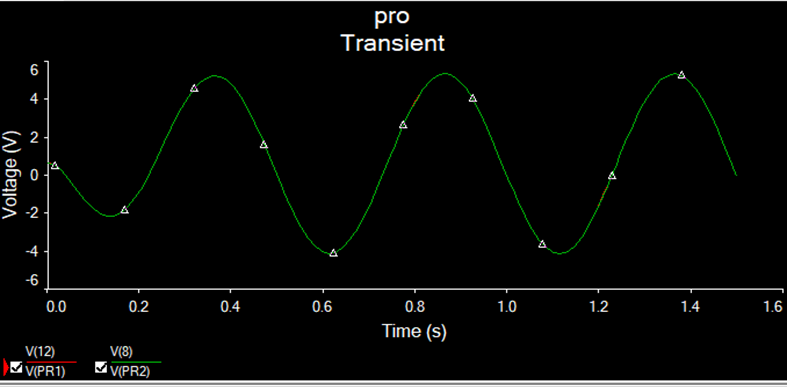 pro
Transient
Voltage (V)
6
4
2
0
-2
-4
-6
0.0 0.2 0.4 0.6 0.8 1.0 1.2 1.4 1.6
Time (s)
V(12) V(8)
V(PR1) V(PR2)